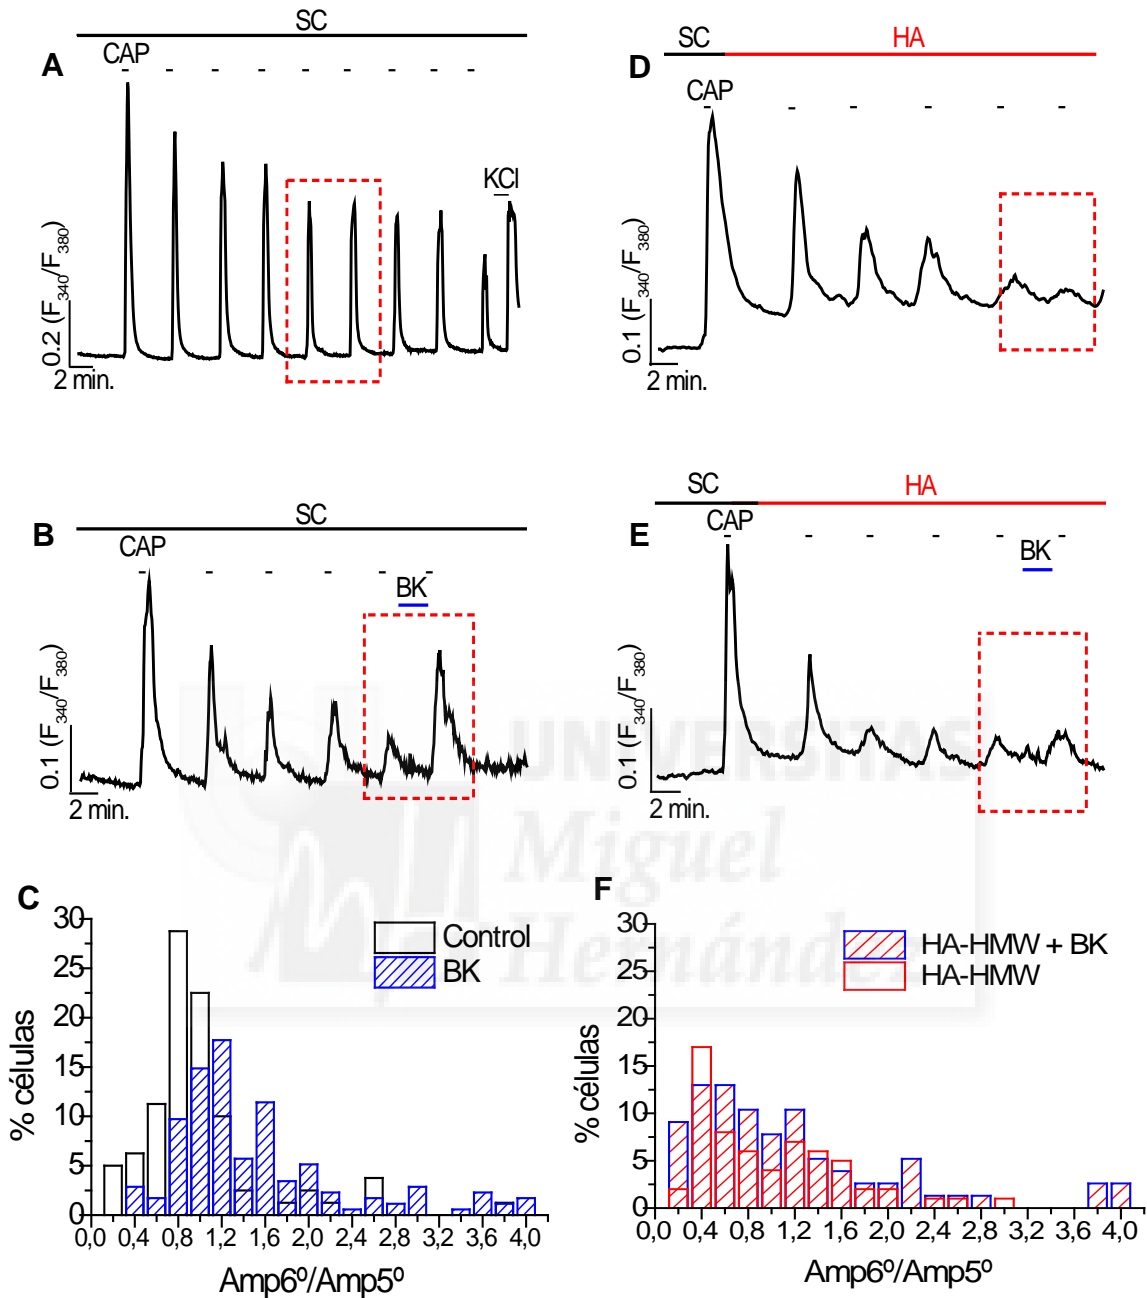 SC
A
CAP
KCl
0.2 (F340/F380)
2 min.
SC HA
D
CAP
0.1 (F340/F380)
2 min.
SC
B
CAP
BK
0.1 (F340/F380)
2 min.
SC HA
E
CAP
BK
0.1 (F340/F380)
2 min.
UNIVERSITAS
Miguel
Hernández
C
30
25
20
15
10
5
0
% células
Control
BK
0,0 0,4 0,8 1,2 1,6 2,0 2,4 2,8 3,2 3,6 4,0
Amp6º/Amp5º
F
30
25
20
15
10
5
0
% células
HA-HMW + BK
HA-HMW
0,0 0,4 0,8 1,2 1,6 2,0 2,4 2,8 3,2 3,6 4,0
Amp6º/Amp5º